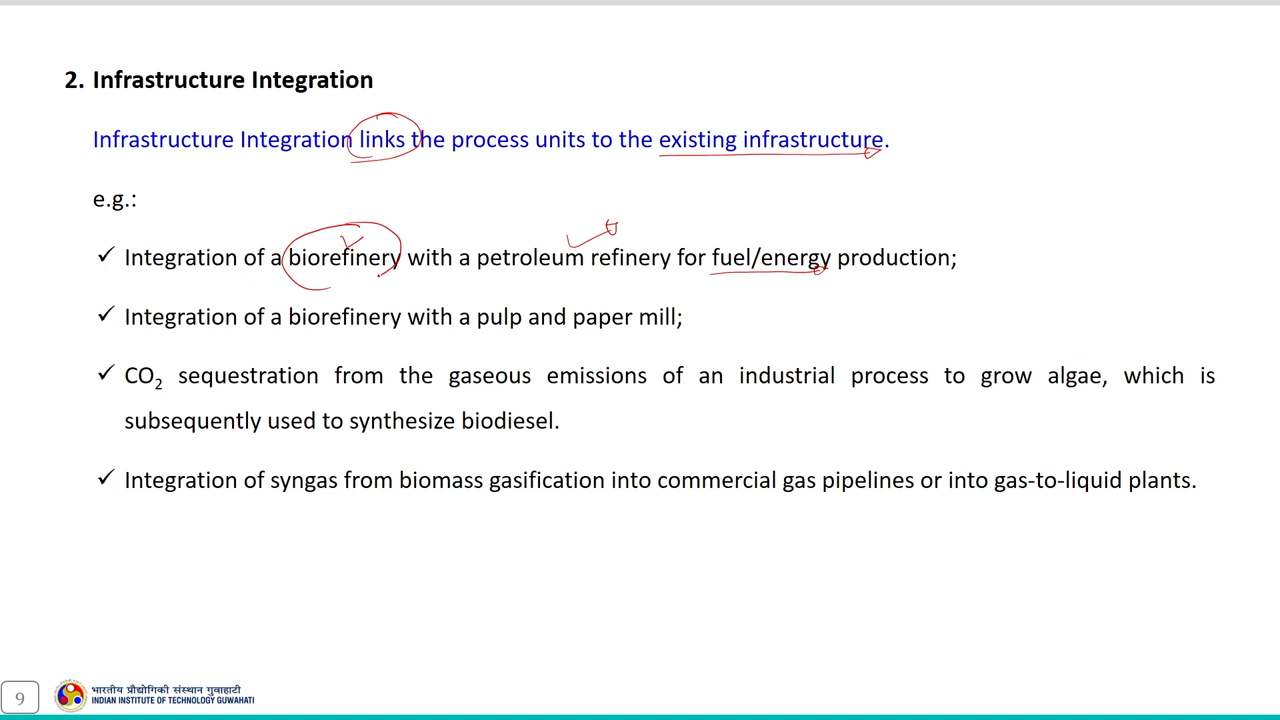 2. Infrastructure Integration
Infrastructure Integration links the process units to the existing infrastructure.
e.g.:
✓ Integration of a biorefinery with a petroleum refinery for fuel/energy production;
✓ Integration of a biorefinery with a pulp and paper mill;
✓ CO₂ sequestration from the gaseous emissions of an industrial process to grow algae, which is
subsequently used to synthesize biodiesel.
✓ Integration of syngas from biomass gasification into commercial gas pipelines or into gas-to-liquid plants.
9
भारतीय प्रौद्योगिकी संस्थान गुवाहाटी
INDIAN INSTITUTE OF TECHNOLOGY GUWAHATI